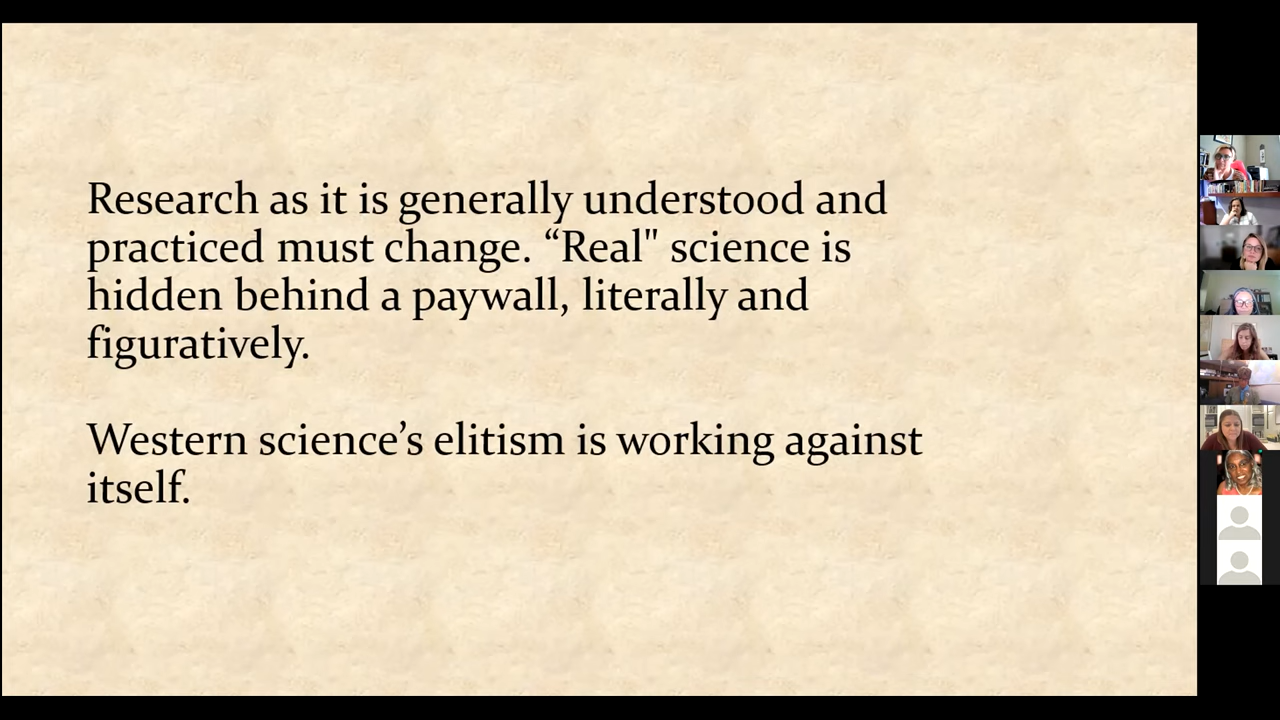 Research as it is generally understood and
practiced must change. “Real" science is
hidden behind a paywall, literally and
figuratively.
Western science’s elitism is working against
itself.